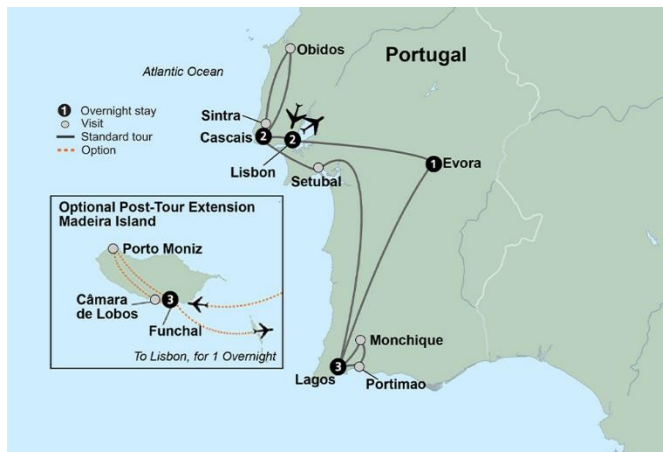 Obidos
Portugal
Atlantic Ocean
1 Overnight stay
Visit
Standard tour
Option
Sintra
Cascais
2
2
Lisbon
1
Evora
Setubal
Optional Post-Tour Extension
Madeira Island
Porto Moniz
Câmara
de Lobos
3
Funchal
To Lisbon, for 1 Overnight
Monchique
Lagos
3
Portimao